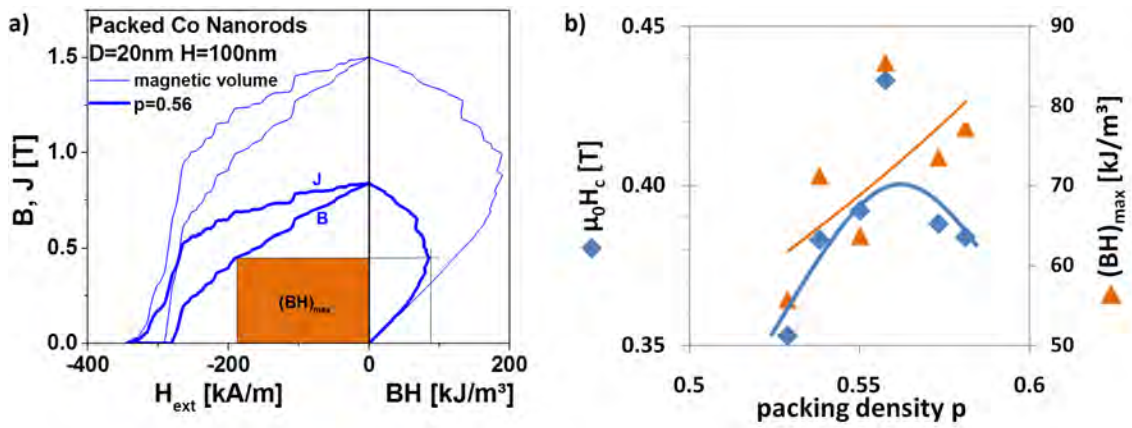 a)
Packed Co Nanorods
D=20nm H=100nm
magnetic volume
p=0.56
B, J [T]
1.5
1.0
0.5
0.0
J
B
(BH)max
-400 -200 0 200
Hext [kA/m] BH [kJ/m³]
b)
0.45 90
80
0.40 70
60
0.35 50
0.5 0.55 0.6
packing density p
μ₀Hc [T]
(BH)max [kJ/m³]